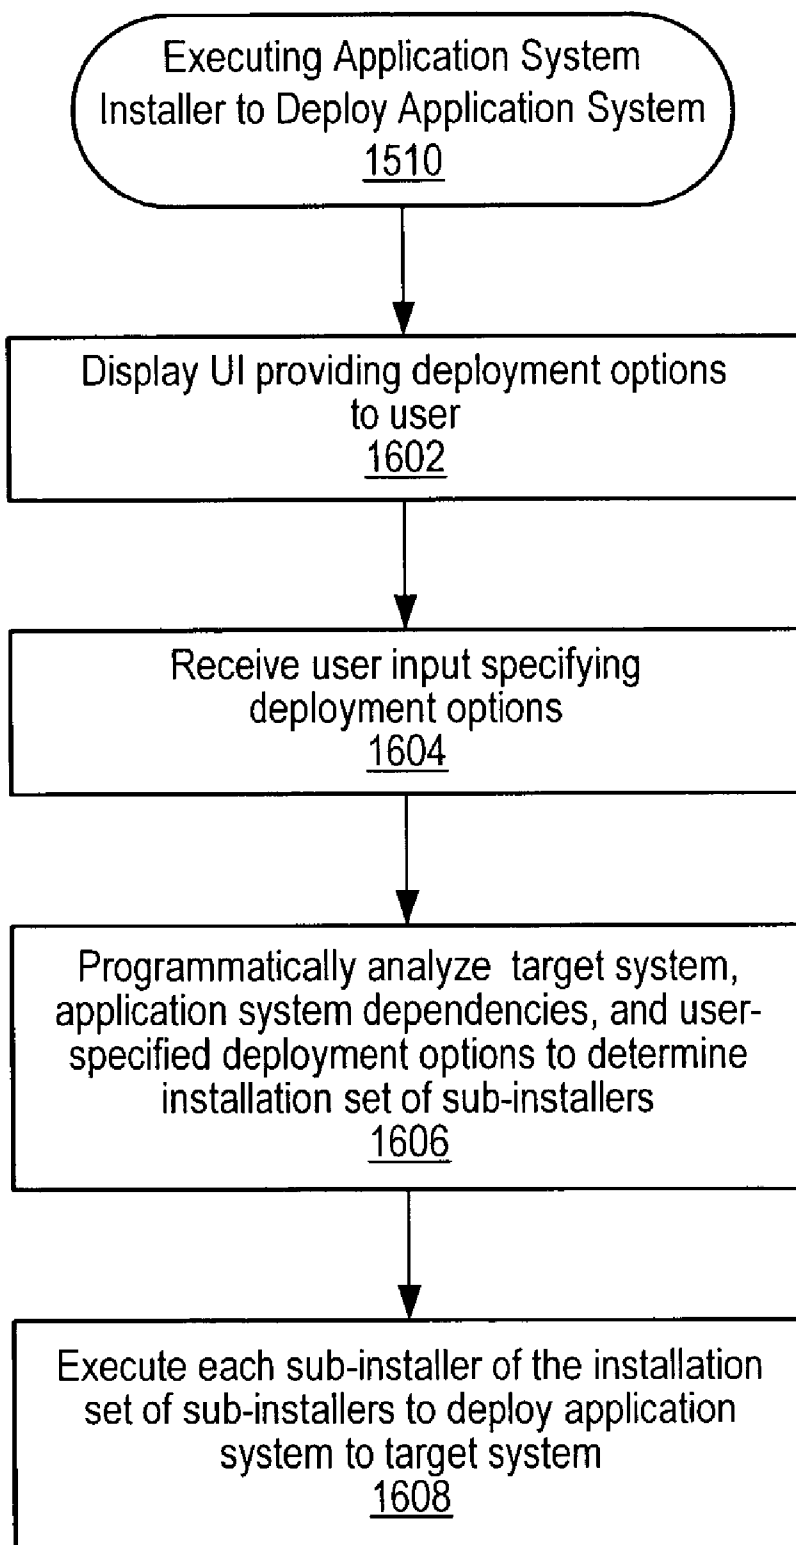 Executing Application System
Installer to Deploy Application System
1510
Display UI providing deployment options
to user
1602
Receive user input specifying
deployment options
1604
Programmatically analyze target system,
application system dependencies, and user-
specified deployment options to determine
installation set of sub-installers
1606
Execute each sub-installer of the installation
set of sub-installers to deploy application
system to target system
1608